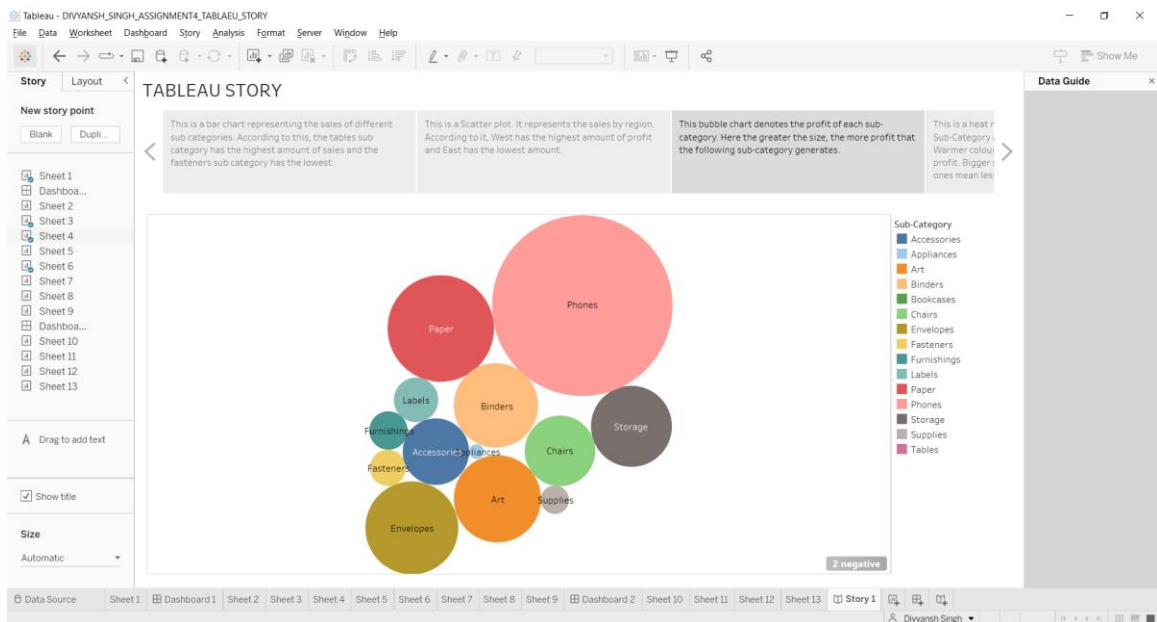 Tableau - DIVYANSH_SINGH_ASSIGNMENT4_TABLAEU_STORY
File Data Worksheet Dashboard Story Analysis Format Server Window Help
Show Me
Story Layout
New story point
Blank Dupli...
Sheet 1
Dashboa...
Sheet 2
Sheet 3
Sheet 4
Sheet 5
Sheet 6
Sheet 7
Sheet 8
Sheet 9
Dashboa...
Sheet 10
Sheet 11
Sheet 12
Sheet 13
A Drag to add text
Show title
Size
Automatic
TABLEAU STORY
This is a bar chart representing the sales of different
sub categories. According to this, the tables sub
category has the highest amount of sales and the
fasteners sub category has the lowest.
This is a Scatter plot. It represents the sales by region.
According to it, West has the highest amount of profit
and East has the lowest amount.
This bubble chart denotes the profit of each sub-
category. Here the greater the size, the more profit that
the following sub-category generates.
This is a heat
Sub-Category
Warmer colou
profit. Bigger
ones mean les
Phones
Paper
Labels
Binders
Furnishings
Storage
Accessories
Appliances
Chairs
Fasteners
Art
Supplies
Envelopes
2 negative
Sub-Category
Accessories
Appliances
Art
Binders
Bookcases
Chairs
Envelopes
Fasteners
Furnishings
Labels
Paper
Phones
Storage
Supplies
Tables
Data Guide
Data Source Sheet 1 Dashboard 1 Sheet 2 Sheet 3 Sheet 4 Sheet 5 Sheet 6 Sheet 7 Sheet 8 Sheet 9 Dashboard 2 Sheet 10 Sheet 11 Sheet 12 Sheet 13 Story 1
Divyansh Singh